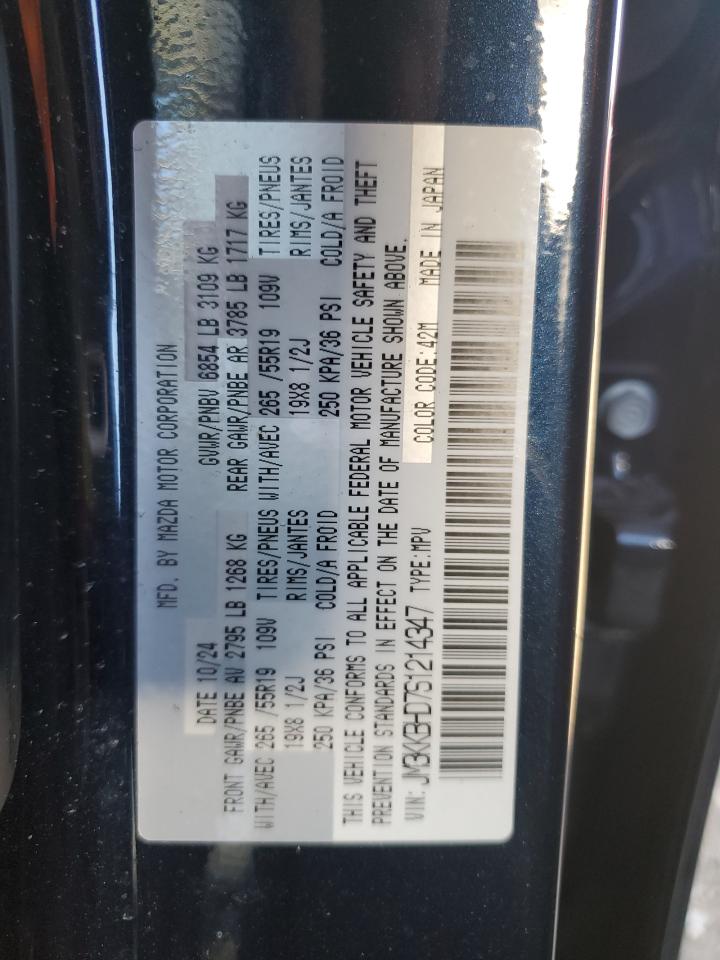 MFD. BY MAZDA MOTOR CORPORATION
DATE 10/24 GVWR/PNBV 6854 LB 3109 KG
FRONT GAWR/PNBE AV 2795 LB 1268 KG REAR GAWR/PNBE AR 3785 LB 1717 KG
WITH/AVEC 265 /55R19 109V TIRES/PNEUS WITH/AVEC 265 /55R19 109V TIRES/PNEUS
19X8 1/2J RIMS/JANTES 19X8 1/2J RIMS/JANTES
250 KPA/36 PSI COLD/A FROID 250 KPA/36 PSI COLD/A FROID
THIS VEHICLE CONFORMS TO ALL APPLICABLE FEDERAL MOTOR VEHICLE SAFETY AND THEFT
PREVENTION STANDARDS IN EFFECT ON THE DATE OF MANUFACTURE SHOWN ABOVE.
VIN: JM3KKBHD7S1214347 TYPE:MPV COLOR CODE:42M MADE IN JAPAN